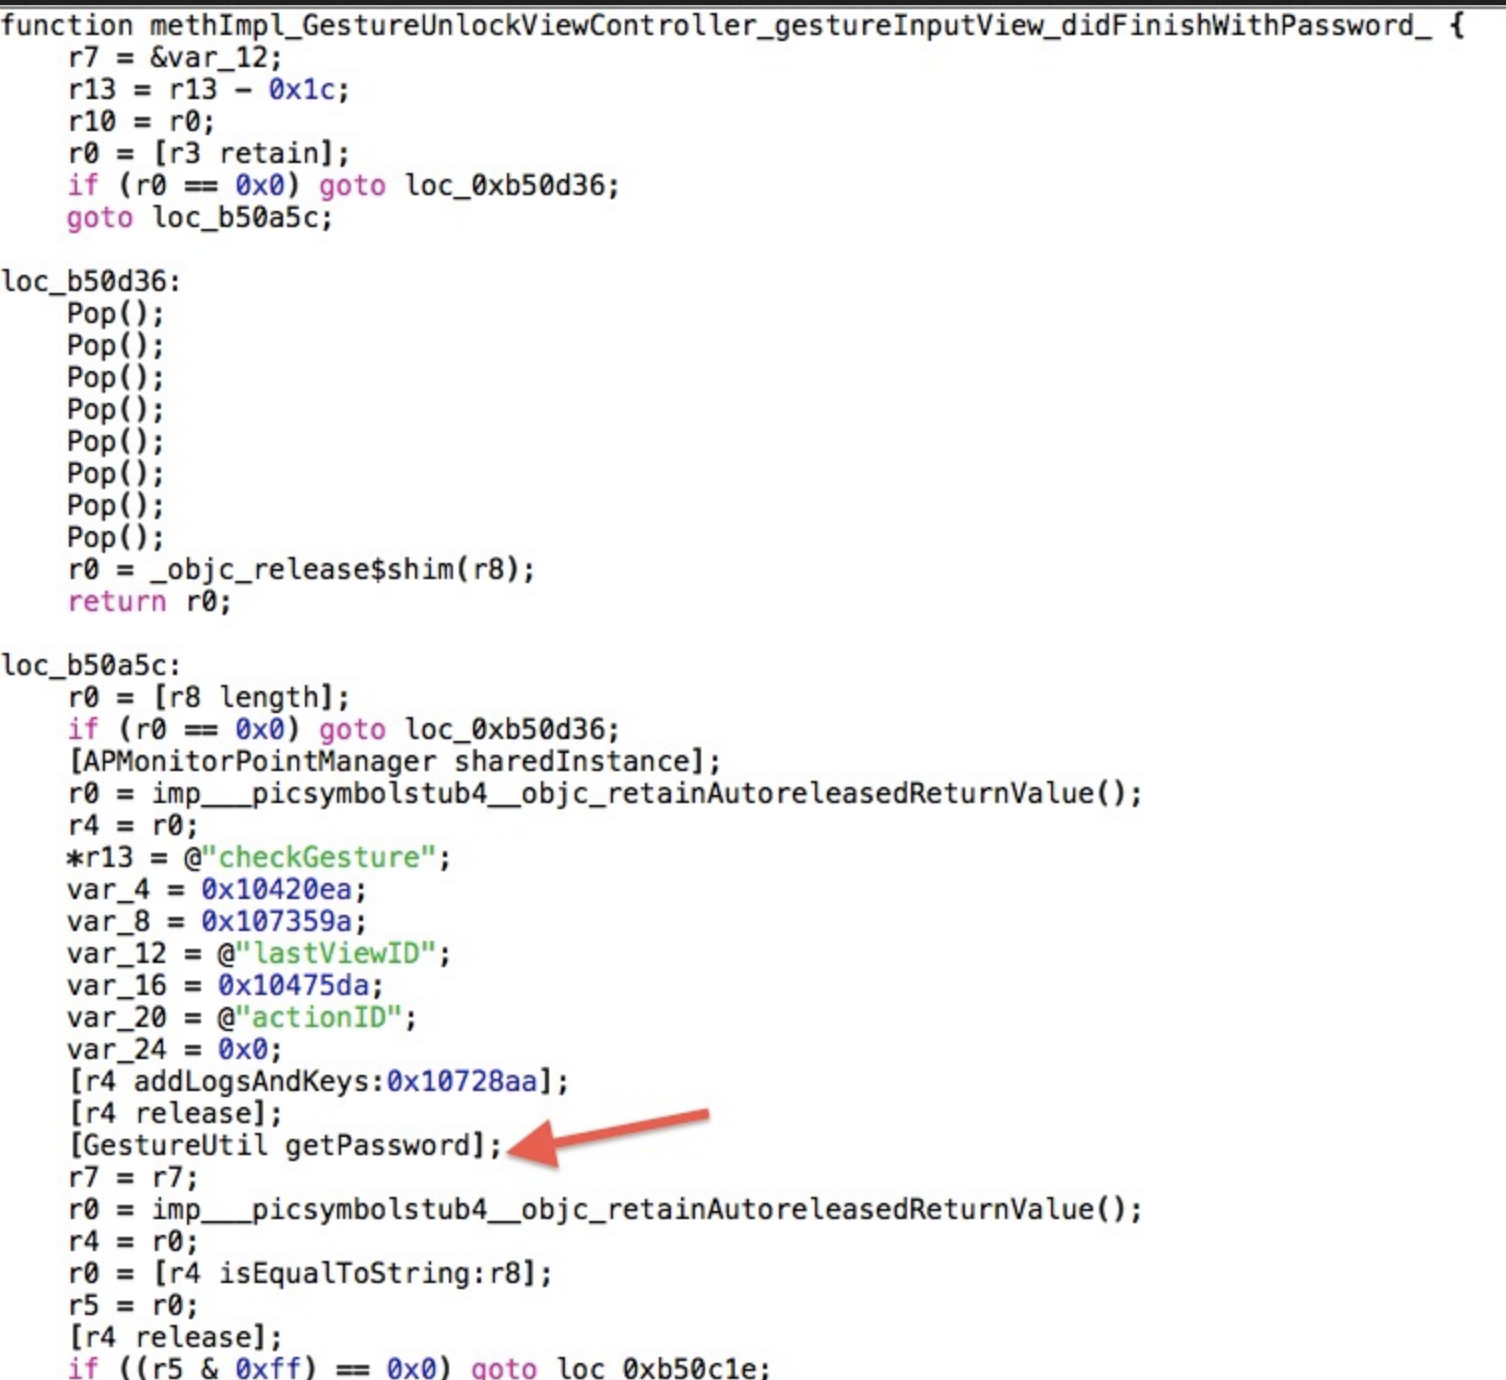 function methImpl_GestureUnlockViewController_gestureInputView_didFinishWithPassword_ {
r7 = &var_12;
r13 = r13 - 0x1c;
r10 = r0;
r0 = [r3 retain];
if (r0 == 0x0) goto loc_0xb50d36;
goto loc_b50a5c;
loc_b50d36:
Pop();
Pop();
Pop();
Pop();
Pop();
Pop();
Pop();
Pop();
r0 = _objc_release$shim(r8);
return r0;
loc_b50a5c:
r0 = [r8 length];
if (r0 == 0x0) goto loc_0xb50d36;
[APMonitorPointManager sharedInstance];
r0 = imp___picsymbolstub4__objc_retainAutoreleasedReturnValue();
r4 = r0;
*r13 = @"checkGesture";
var_4 = 0x10420ea;
var_8 = 0x107359a;
var_12 = @"lastViewID";
var_16 = 0x10475da;
var_20 = @"actionID";
var_24 = 0x0;
[r4 addLogsAndKeys:0x10728aa];
[r4 release];
[GestureUtil getPassword];
r7 = r7;
r0 = imp___picsymbolstub4__objc_retainAutoreleasedReturnValue();
r4 = r0;
r0 = [r4 isEqualToString:r8];
r5 = r0;
[r4 release];
if ((r5 & 0xff) == 0x0) goto loc_0xb50c1e;